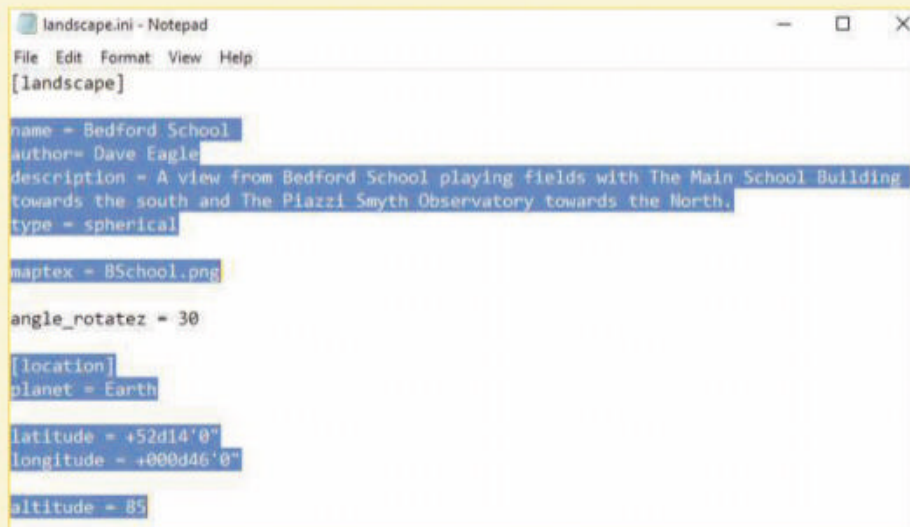 landscape.ini - Notepad
File Edit Format View Help
[landscape]
name = Bedford School
author= Dave Eagle
description = A view from Bedford School playing fields with The Main School Building
towards the south and The Piazzi Smyth Observatory towards the North.
type = spherical
maptex = BSchool.png
angle_rotatez = 30
[location]
planet = Earth
latitude = +52d14'0"
longitude = +000d46'0"
altitude = 85